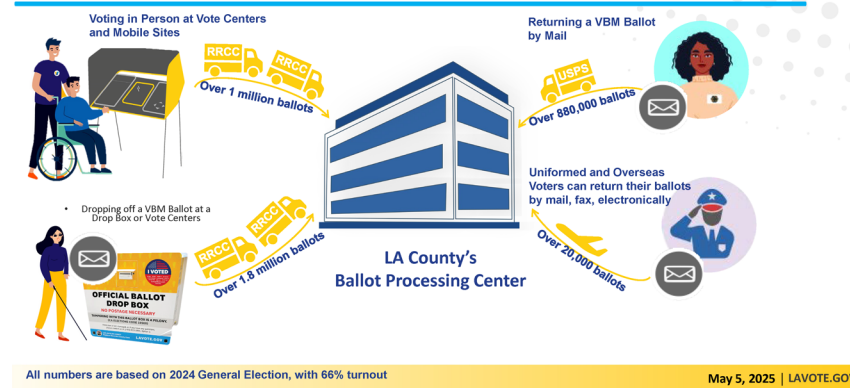 Voting in Person at Vote Centers
and Mobile Sites
RRCC
RRCC
Over 1 million ballots
Returning a VBM Ballot
by Mail
USPS
Over 880,000 ballots
• Dropping off a VBM Ballot at a
Drop Box or Vote Centers
RRCC
RRCC
Over 1.8 million ballots
I VOTED
OFFICIAL BALLOT
DROP BOX
NO POSTAGE NECESSARY
LAVOTE.GOV
LA County's
Ballot Processing Center
Uniformed and Overseas
Voters can return their ballots
by mail, fax, electronically
Over 20,000 ballots
All numbers are based on 2024 General Election, with 66% turnout
May 5, 2025 | LAVOTE.GOV